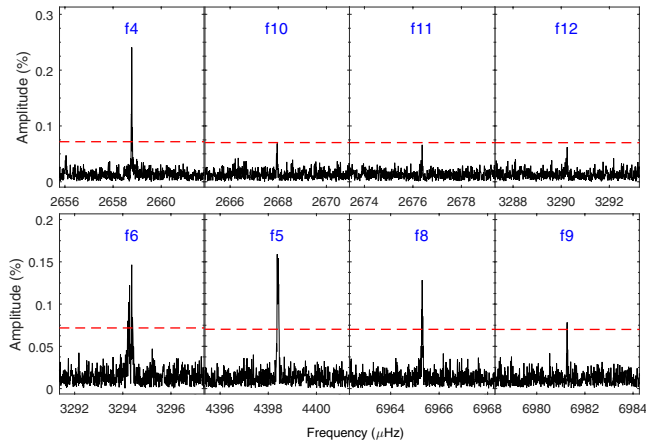 f4 f10 f11 f12
0.3
0.2
0.1
0
Amplitude (%)
2656 2658 2660 2666 2668 2670 2674 2676 2678 3288 3290 3292
f6 f5 f8 f9
0.2
0.15
0.1
0.05
0
Amplitude (%)
3292 3294 3296 4396 4398 4400 6964 6966 6968 6980 6982 6984
Frequency (μHz)